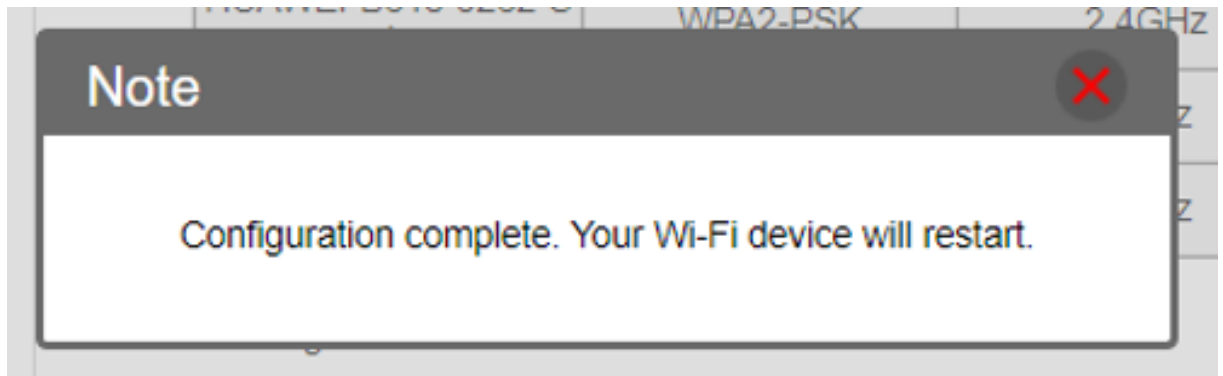 WPA2-PSK
2.4GHz
Note
Configuration complete. Your Wi-Fi device will restart.